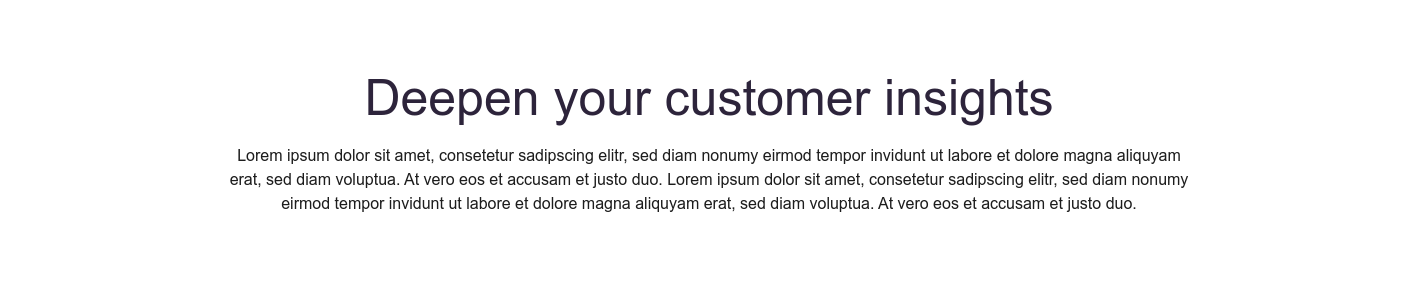 Deepen your customer insights
Lorem ipsum dolor sit amet, consetetur sadipscing elitr, sed diam nonumy eirmod tempor invidunt ut labore et dolore magna aliquyam
erat, sed diam voluptua. At vero eos et accusam et justo duo. Lorem ipsum dolor sit amet, consetetur sadipscing elitr, sed diam nonumy
eirmod tempor invidunt ut labore et dolore magna aliquyam erat, sed diam voluptua. At vero eos et accusam et justo duo.